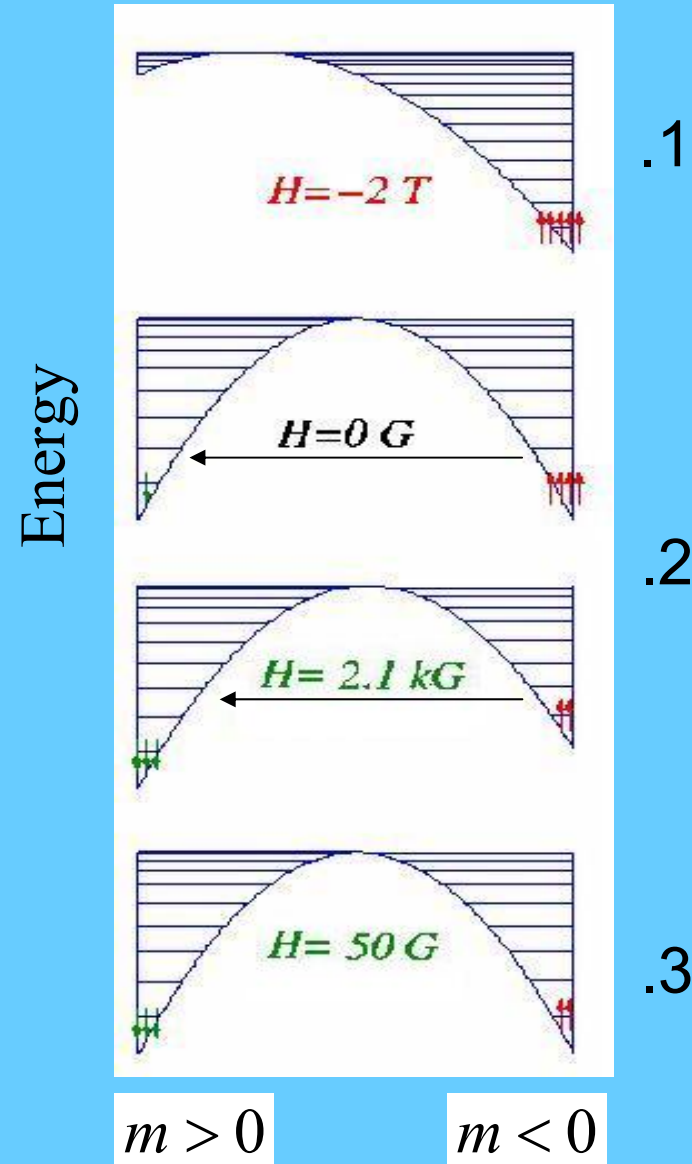 .1
H=−2 T
Energy
H=0 G
.2
H= 2.1 kG
H= 50 G
.3
m > 0
m < 0